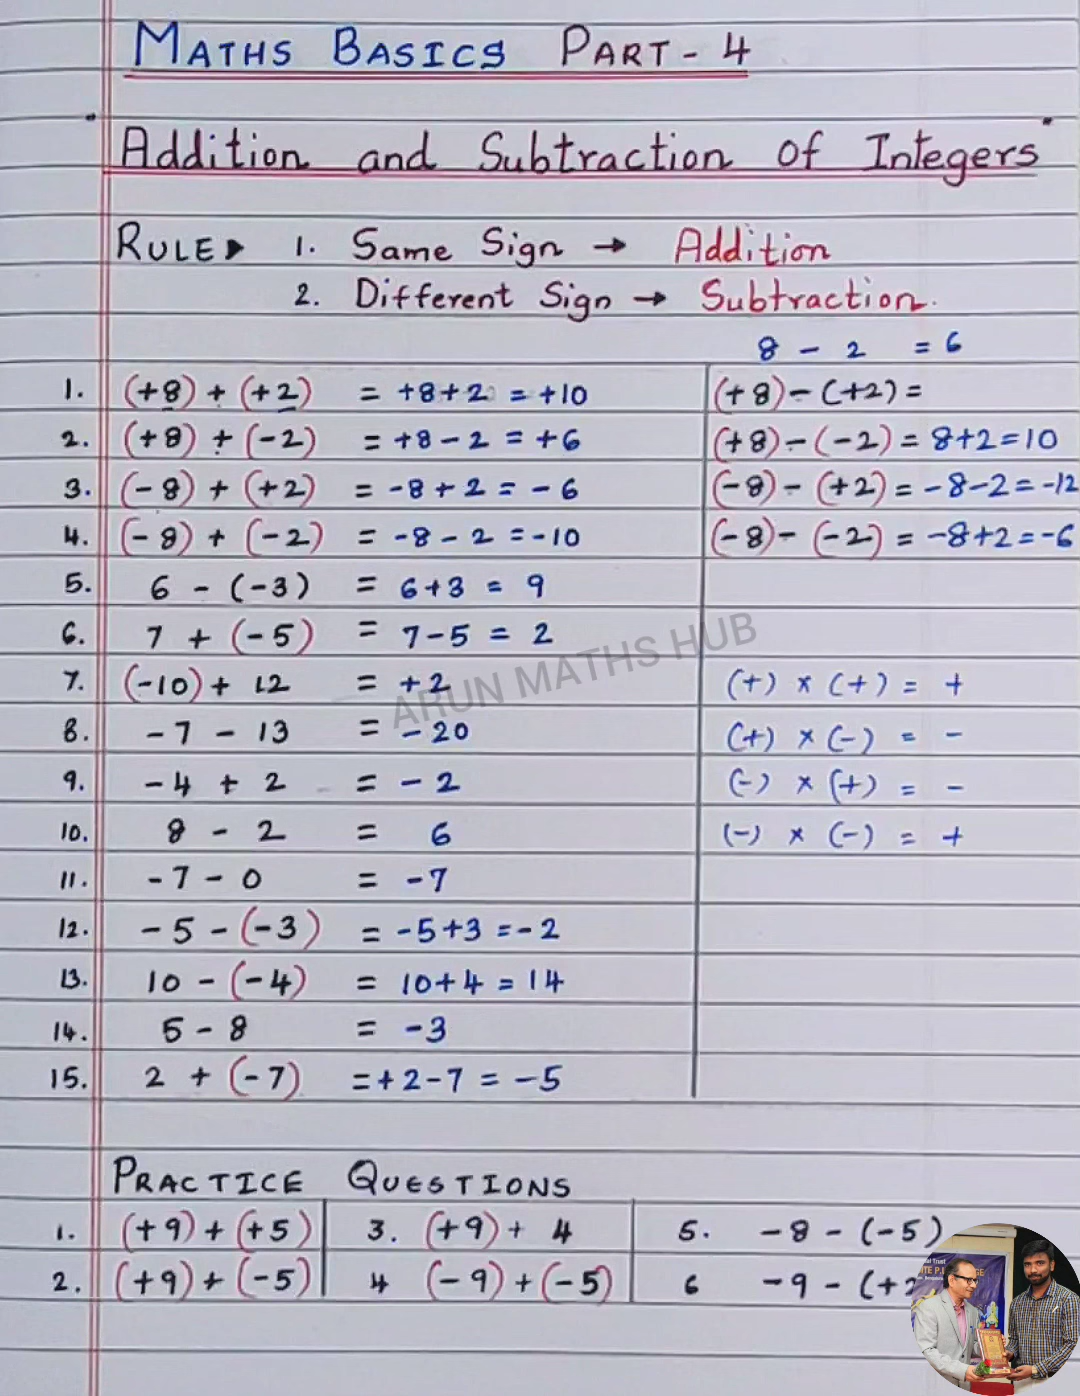 MATHS BASICS PART - 4
Addition and Subtraction of Integers
RULE▶ 1. Same Sign → Addition
2. Different Sign → Subtraction.
8 - 2 = 6
1. (+8) + (+2) = +8+2 = +10 (+8)-(+2) =
2. (+8) + (-2) = +8-2 = +6 (+8)-(-2) = 8+2=10
3. (-8) + (+2) = -8+2 = -6 (-8)-(+2) = -8-2=-12
4. (-8) + (-2) = -8-2 = -10 (-8)-(-2) = -8+2=-6
5. 6 - (-3) = 6+3 = 9
6. 7 + (-5) = 7-5 = 2
7. (-10) + 12 = +2 (+) × (+) = +
8. -7 - 13 = -20 (+) × (-) = -
9. -4 + 2 = -2 (-) × (+) = -
10. 8 - 2 = 6 (-) × (-) = +
11. -7 - 0 = -7
12. -5 - (-3) = -5+3 = -2
13. 10 - (-4) = 10+4 = 14
14. 5 - 8 = -3
15. 2 + (-7) = +2-7 = -5
ARUN MATHS HUB
PRACTICE QUESTIONS
1. (+9) + (+5) 3. (+9) + 4 5. -8 - (-5)
2. (+9) + (-5) 4 (-9) + (-5) 6 -9 - (+